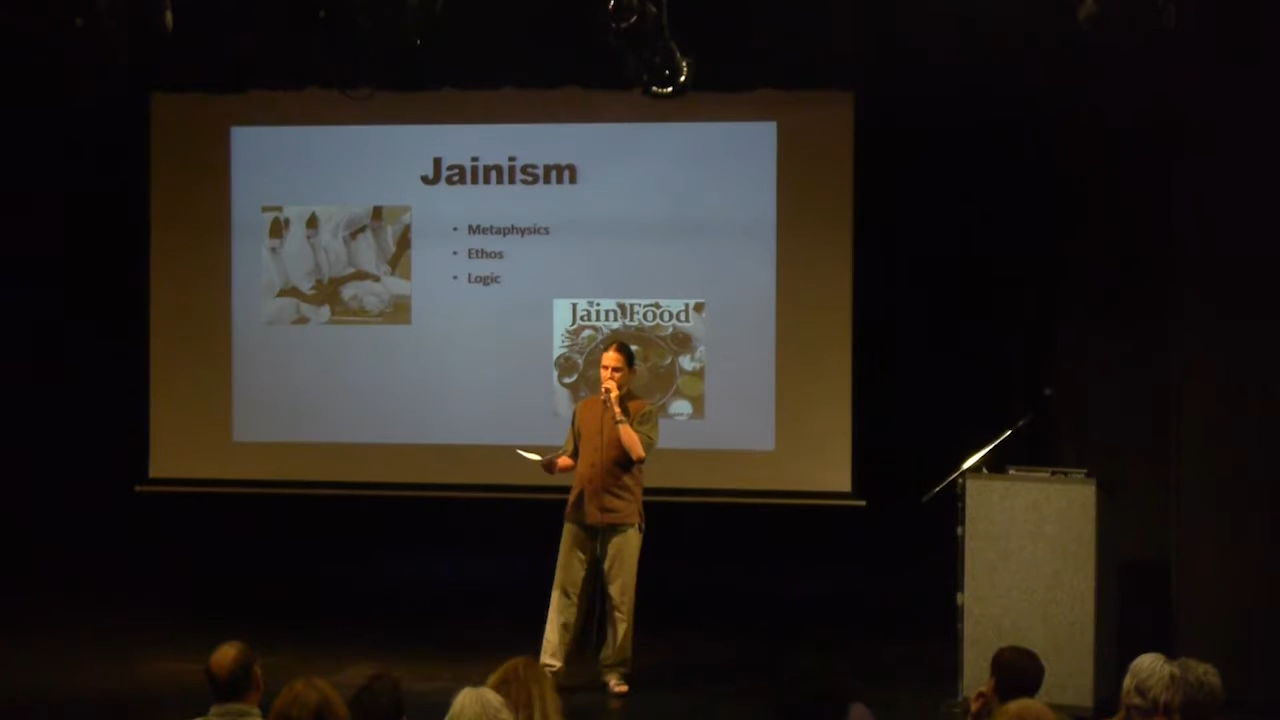 Jainism
• Metaphysics
• Ethos
• Logic
Jain Food